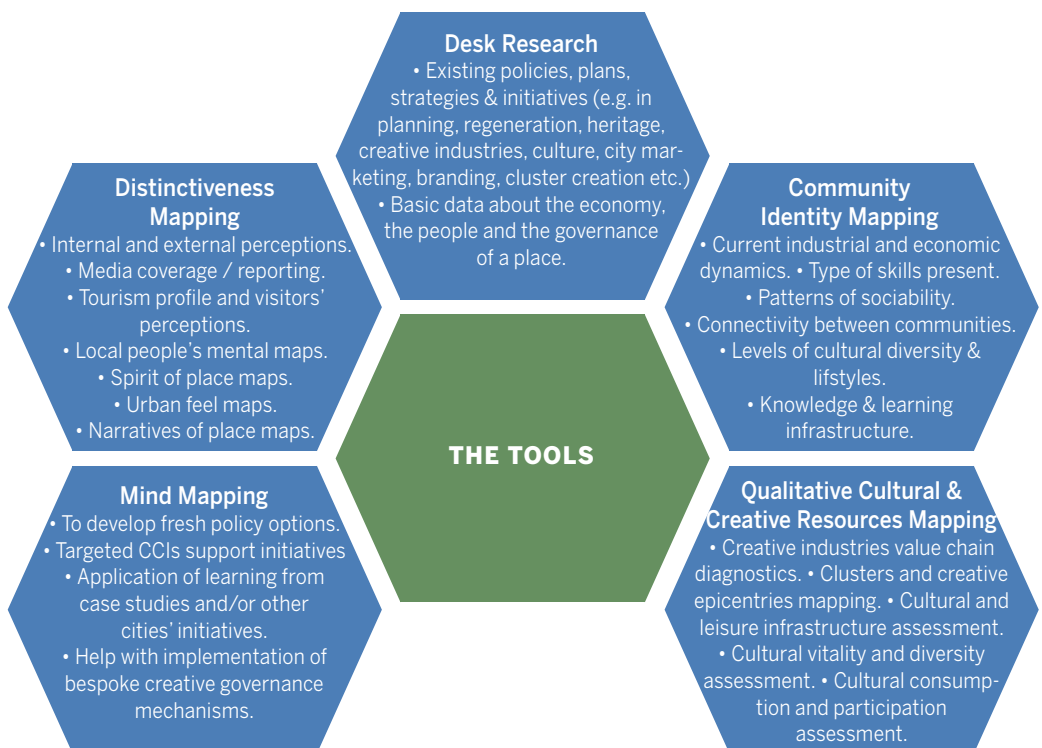 Desk Research
• Existing policies, plans,
strategies & initiatives (e.g. in
planning, regeneration, heritage,
creative industries, culture, city mar-
keting, branding, cluster creation etc.)
• Basic data about the economy,
the people and the governance
of a place.
Distinctiveness
Mapping
• Internal and external perceptions.
• Media coverage / reporting.
• Tourism profile and visitors’
perceptions.
• Local people’s mental maps.
• Spirit of place maps.
• Urban feel maps.
• Narratives of place maps.
Community
Identity Mapping
• Current industrial and economic
dynamics. • Type of skills present.
• Patterns of sociability.
• Connectivity between communities.
• Levels of cultural diversity &
lifstyles.
• Knowledge & learning
infrastructure.
THE TOOLS
Mind Mapping
• To develop fresh policy options.
• Targeted CCIs support initiatives
• Application of learning from
case studies and/or other
cities’ initiatives.
• Help with implementation of
bespoke creative governance
mechanisms.
Qualitative Cultural &
Creative Resources Mapping
• Creative industries value chain
diagnostics. • Clusters and creative
epicentries mapping. • Cultural and
leisure infrastructure assessment.
• Cultural vitality and diversity
assessment. • Cultural consump-
tion and participation
assessment.